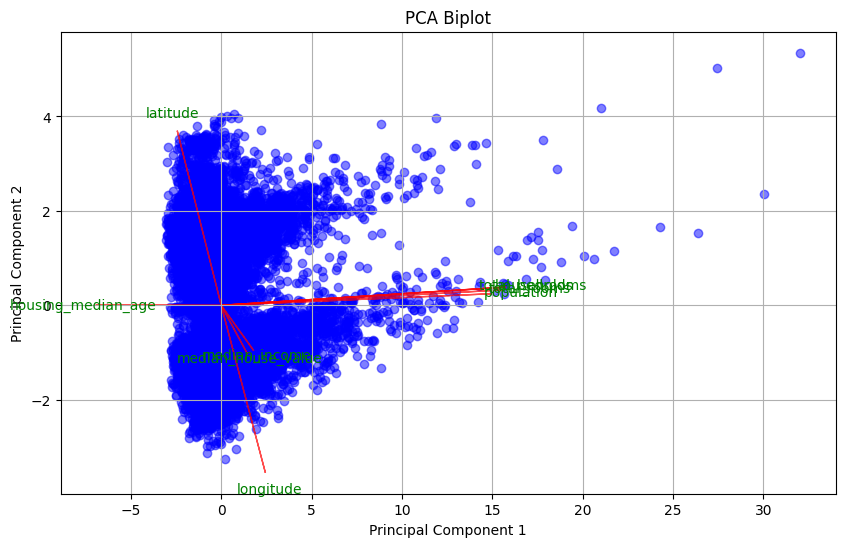 PCA Biplot
latitude
4
2
Principal Component 2
0
housing_median_age
population
median_income
median_house_value
−2
longitude
−5
0
5
10
15
20
25
30
Principal Component 1